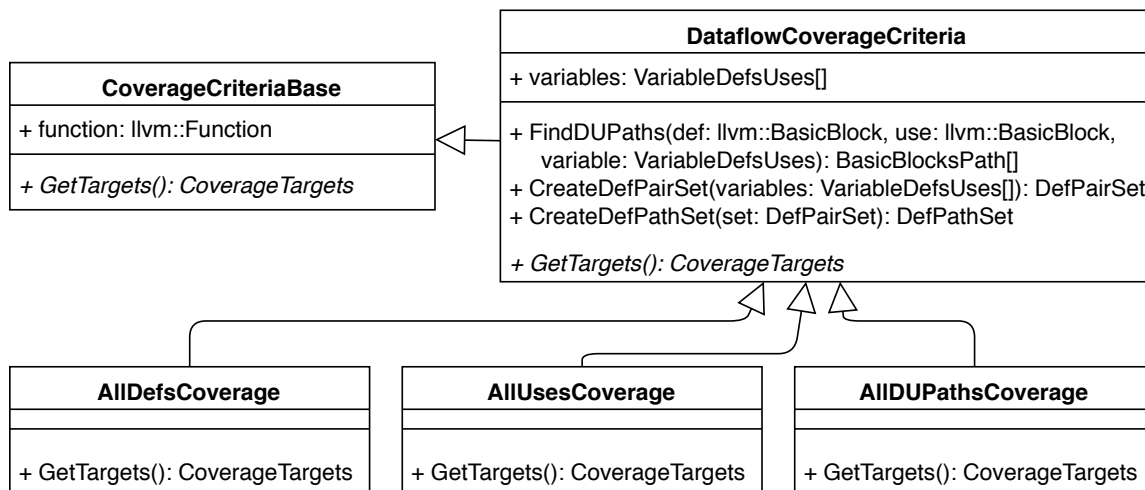 DataflowCoverageCriteria
+ variables: VariableDefsUses[]
+ FindDUPaths(def: llvm::BasicBlock, use: llvm::BasicBlock,
variable: VariableDefsUses): BasicBlocksPath[]
+ CreateDefPairSet(variables: VariableDefsUses[]): DefPairSet
+ CreateDefPathSet(set: DefPairSet): DefPathSet
+ GetTargets(): CoverageTargets
CoverageCriteriaBase
+ function: llvm::Function
+ GetTargets(): CoverageTargets
AllDefsCoverage
+ GetTargets(): CoverageTargets
AllUsesCoverage
+ GetTargets(): CoverageTargets
AllDUPathsCoverage
+ GetTargets(): CoverageTargets